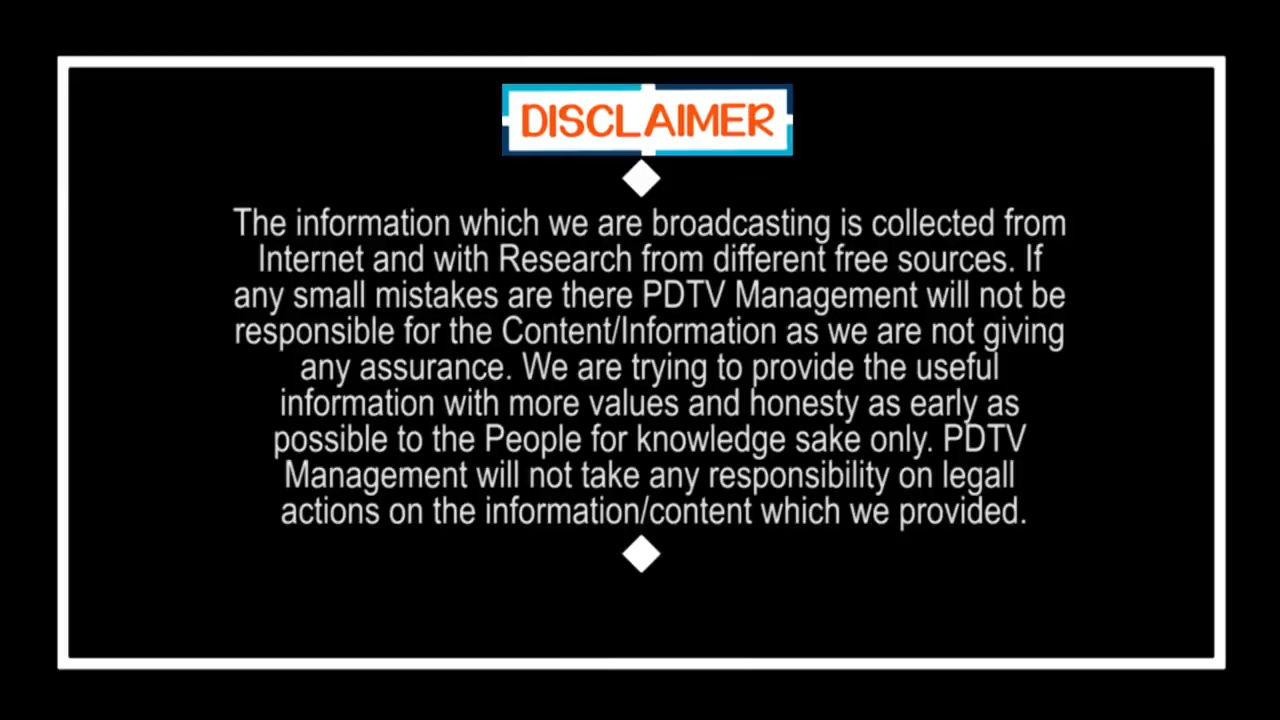 DISCLAIMER
The information which we are broadcasting is collected from
Internet and with Research from different free sources. If
any small mistakes are there PDTV Management will not be
responsible for the Content/Information as we are not giving
any assurance. We are trying to provide the useful
information with more values and honesty as early as
possible to the People for knowledge sake only. PDTV
Management will not take any responsibility on legall
actions on the information/content which we provided.